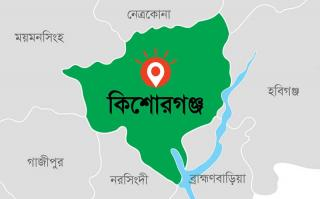 নেত্রকোনা
ময়মনসিংহ
হবিগঞ্জ
কিশোরগঞ্জ
গাজীপুর
নরসিংদী
ব্রাহ্মণবাড়িয়া